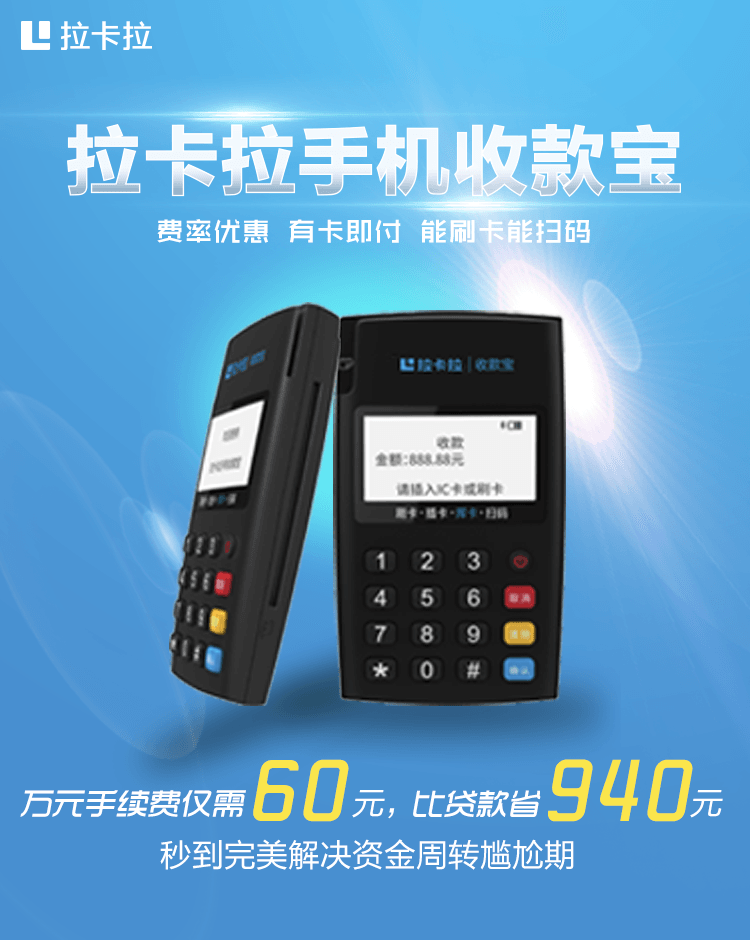 拉卡拉
拉卡拉手机收款宝
费率优惠 有卡即付 能刷卡能扫码
拉卡拉|收款宝
收款
金额:888.88元
请插入IC卡或刷卡
刷卡·插卡·挥卡·扫码
1 2 3
4 5 6 取消
7 8 9 清除
* 0 # 确认
万元手续费仅需60元,比贷款省940元
秒到完美解决资金周转尴尬期